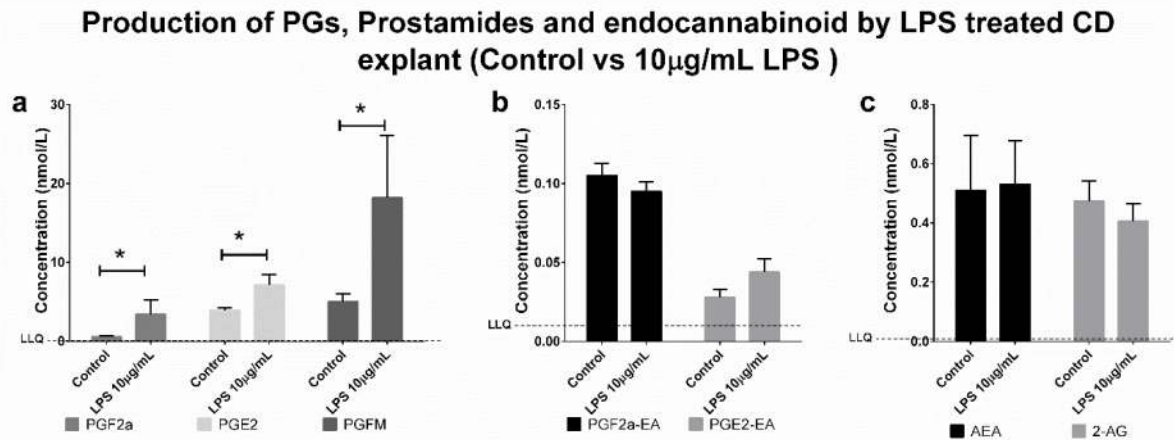 Production of PGs, Prostamides and endocannabinoid by LPS treated CD
explant (Control vs 10µg/mL LPS )
a
Concentration (nmol/L)
30
20
10
0
LLQ
*
*
*
Control
LPS 10µg/mL
Control
LPS 10µg/mL
Control
LPS 10µg/mL
PGF2a
PGE2
PGFM
b
Concentration (nmol/L)
0.15
0.10
0.05
0.00
LLQ
Control
LPS 10µg/mL
Control
LPS 10µg/mL
PGF2a-EA
PGE2-EA
c
Concentration (nmol/L)
0.8
0.6
0.4
0.2
0.0
LLQ
Control
LPS 10µg/mL
Control
LPS 10µg/mL
AEA
2-AG